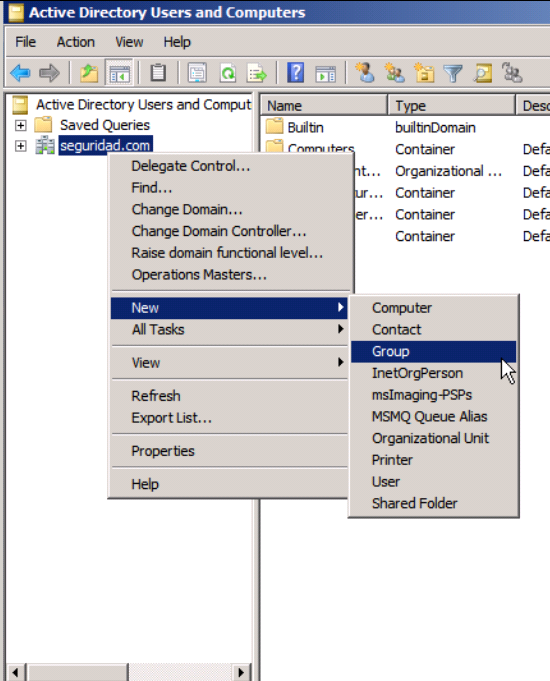 Active Directory Users and Computers
File Action View Help
Active Directory Users and Comput
Saved Queries
seguridad.com
Name Type Desc
Builtin builtinDomain
Computers Container Defa
nt... Organizational ... Defa
ur... Container Defa
er... Container Defa
Container Defa
Delegate Control...
Find...
Change Domain...
Change Domain Controller...
Raise domain functional level...
Operations Masters...
New
All Tasks
View
Refresh
Export List...
Properties
Help
Computer
Contact
Group
InetOrgPerson
msImaging-PSPs
MSMQ Queue Alias
Organizational Unit
Printer
User
Shared Folder